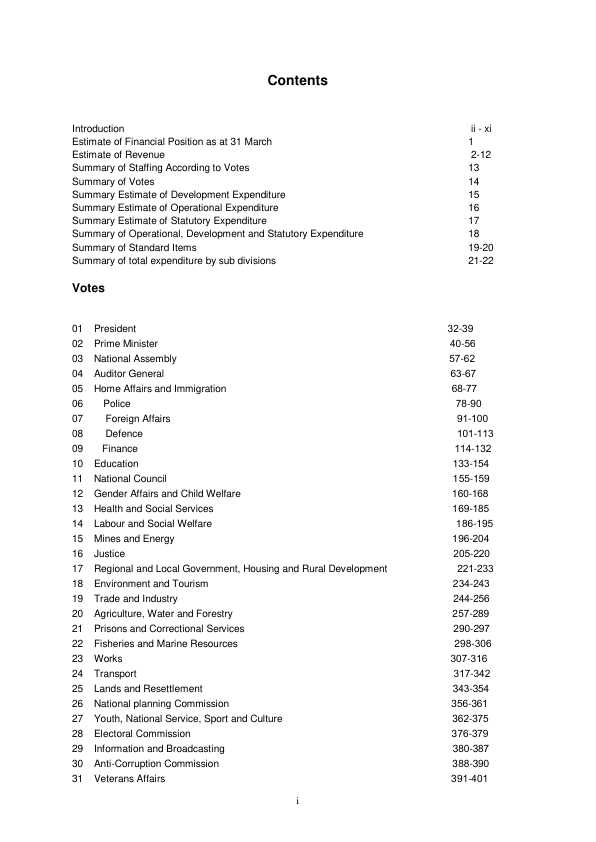 Contents
Introduction ii - xi
Estimate of Financial Position as at 31 March 1
Estimate of Revenue 2-12
Summary of Staffing According to Votes 13
Summary of Votes 14
Summary Estimate of Development Expenditure 15
Summary Estimate of Operational Expenditure 16
Summary Estimate of Statutory Expenditure 17
Summary of Operational, Development and Statutory Expenditure 18
Summary of Standard Items 19-20
Summary of total expenditure by sub divisions 21-22
Votes
01 President 32-39
02 Prime Minister 40-56
03 National Assembly 57-62
04 Auditor General 63-67
05 Home Affairs and Immigration 68-77
06 Police 78-90
07 Foreign Affairs 91-100
08 Defence 101-113
09 Finance 114-132
10 Education 133-154
11 National Council 155-159
12 Gender Affairs and Child Welfare 160-168
13 Health and Social Services 169-185
14 Labour and Social Welfare 186-195
15 Mines and Energy 196-204
16 Justice 205-220
17 Regional and Local Government, Housing and Rural Development 221-233
18 Environment and Tourism 234-243
19 Trade and Industry 244-256
20 Agriculture, Water and Forestry 257-289
21 Prisons and Correctional Services 290-297
22 Fisheries and Marine Resources 298-306
23 Works 307-316
24 Transport 317-342
25 Lands and Resettlement 343-354
26 National planning Commission 356-361
27 Youth, National Service, Sport and Culture 362-375
28 Electoral Commission 376-379
29 Information and Broadcasting 380-387
30 Anti-Corruption Commission 388-390
31 Veterans Affairs 391-401
i